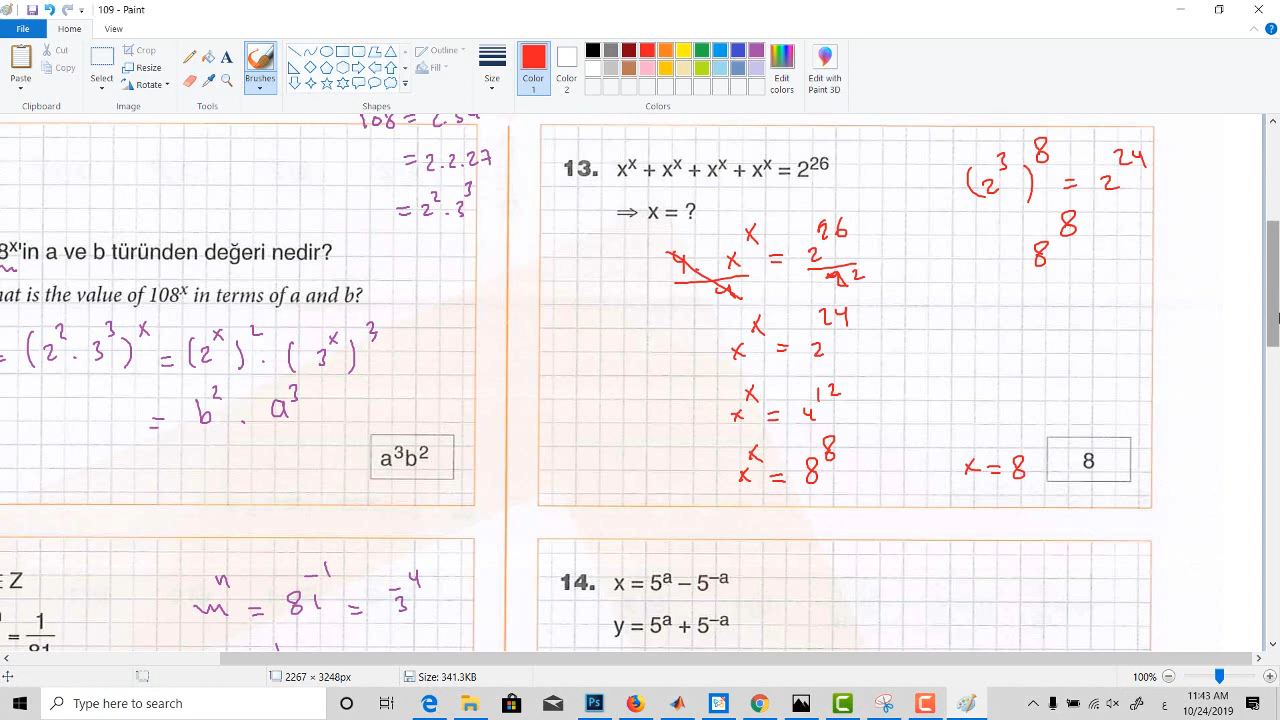 109 - Paint
File
Home
View
Paste
Cut
Copy
Clipboard
Select
Crop
Resize
Rotate
Image
Tools
Brushes
Shapes
Outline
Fill
Size
Color 1
Color 2
Edit colors
Edit with Paint 3D
Colors
108 = 2.54
= 2.2.27
= 2².3³
8ˣ'in a ve b türünden değeri nedir?
is the value of 108ˣ in terms of a and b?
= (2².3³)ˣ = (2ˣ)².(3ˣ)³
= b².a³
a³b²
E Z
= 1/81
mⁿ = 81⁻¹ = 3⁻⁴
13. xˣ + xˣ + xˣ + xˣ = 2²⁶
⇒ x = ?
4.xˣ/4 = 2²⁶/2²
xˣ = 2²⁴
xˣ = 4¹²
xˣ = 8⁸
(2³)⁸ = 2²⁴
8⁸
x = 8
8
14. x = 5ᵃ – 5⁻ᵃ
y = 5ᵃ + 5⁻ᵃ
2267 × 3248px
Size: 341.3KB
100%
Type here to search
11:43 AM
10/24/2019